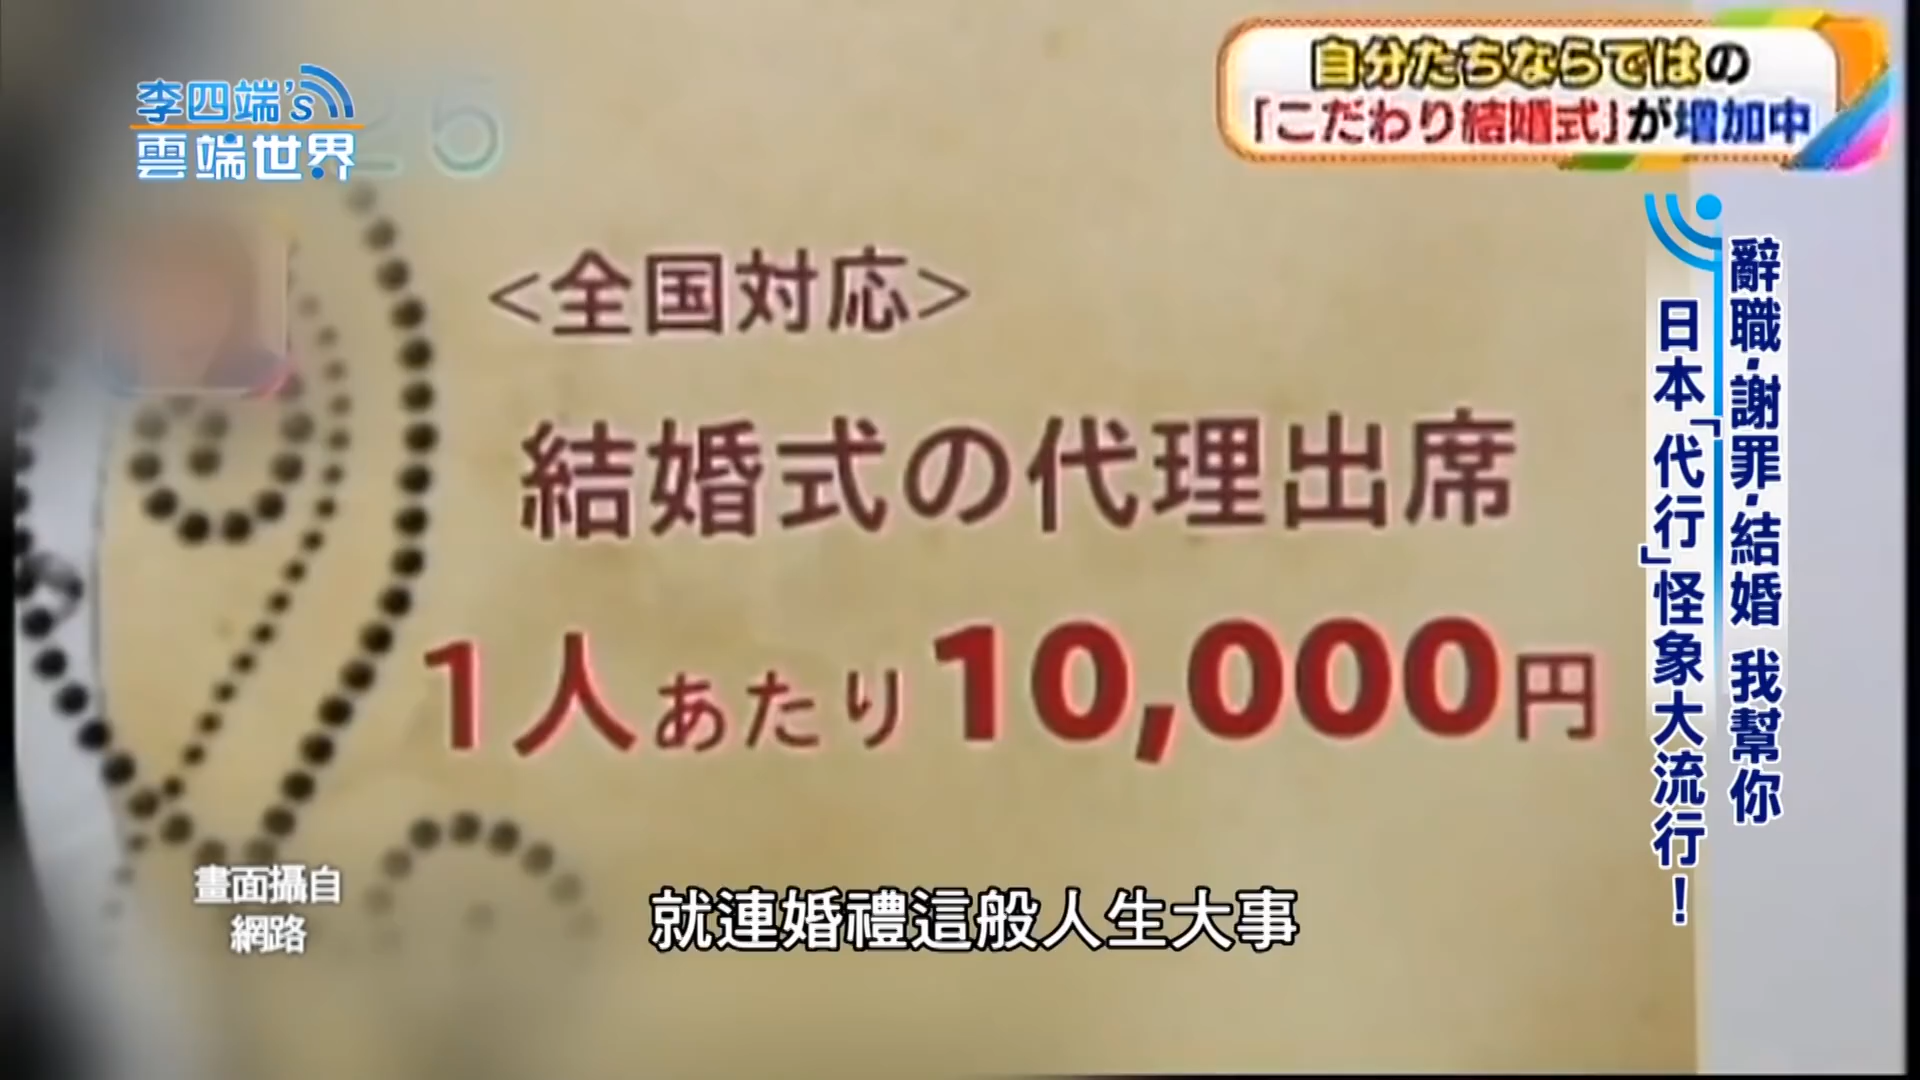 李四端's
雲端世界
25
自分たちならではの
「こだわり結婚式」が増加中
<全国対応>
結婚式の代理出席
1人あたり10,000円
辭職、謝罪、結婚 我幫你
日本「代行」怪象大流行！
畫面攝自
網路
就連婚禮這般人生大事